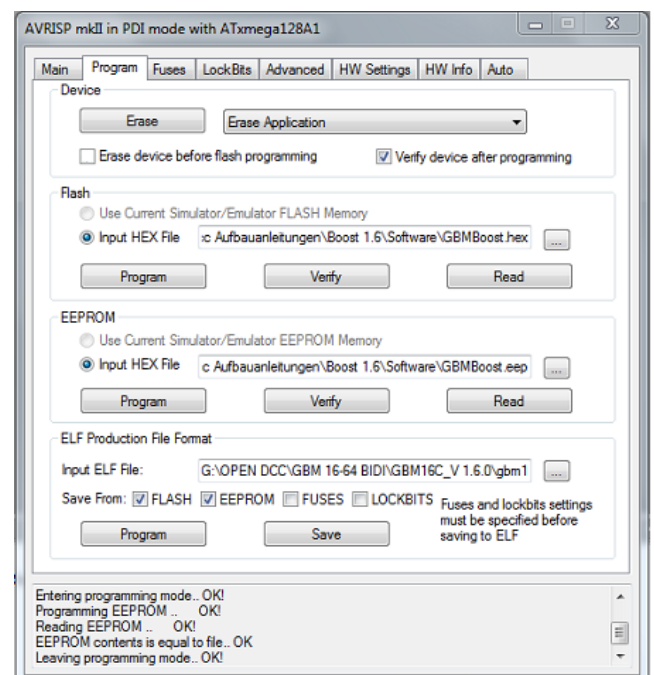 AVRISP mkII in PDI mode with ATxmega128A1
Main Program Fuses LockBits Advanced HW Settings HW Info Auto
Device
Erase Erase Application
Erase device before flash programming Verify device after programming
Flash
Use Current Simulator/Emulator FLASH Memory
Input HEX File :c Aufbauanleitungen\Boost 1.6\Software\GBMBoost.hex ...
Program Verify Read
EEPROM
Use Current Simulator/Emulator EEPROM Memory
Input HEX File c Aufbauanleitungen\Boost 1.6\Software\GBMBoost.eep ...
Program Verify Read
ELF Production File Format
Input ELF File: G:\OPEN DCC\GBM 16-64 BIDI\GBM16C_V 1.6.0\gbm1 ...
Save From: FLASH EEPROM FUSES LOCKBITS Fuses and lockbits settings
must be specified before
Program Save saving to ELF
Entering programming mode.. OK!
Programming EEPROM .. OK!
Reading EEPROM .. OK!
EEPROM contents is equal to file.. OK
Leaving programming mode.. OK!